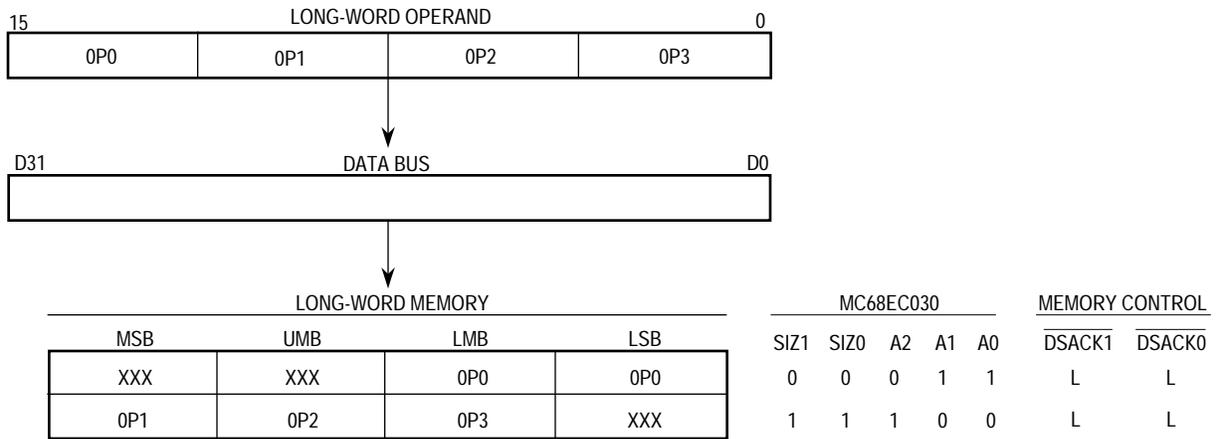 LONG-WORD OPERAND
15 0
0P0 0P1 0P2 0P3
D31 DATA BUS D0
LONG-WORD MEMORY MC68EC030 MEMORY CONTROL
MSB UMB LMB LSB SIZ1 SIZ0 A2 A1 A0 DSACK1 DSACK0
XXX XXX 0P0 0P0 0 0 0 1 1 L L
0P1 0P2 0P3 XXX 1 1 1 0 0 L L